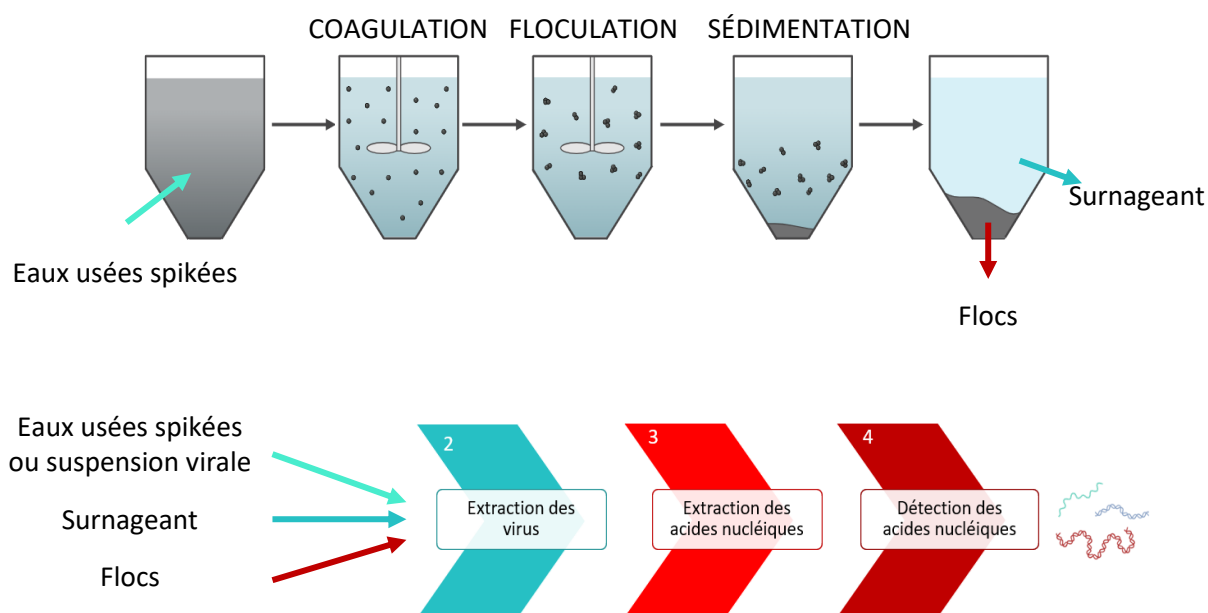 COAGULATION FLOCULATION SÉDIMENTATION
Eaux usées spikées
Surnageant
Flocs
Eaux usées spikées
ou suspension virale
Surnageant
Flocs
2
Extraction des
virus
3
Extraction des
acides nucléiques
4
Détection des
acides nucléiques